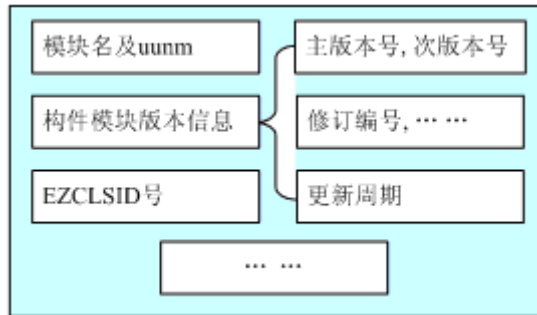 模块名及uunm
主版本号, 次版本号
构件模块版本信息
修订编号, … …
EZCLSID号
更新周期
… …